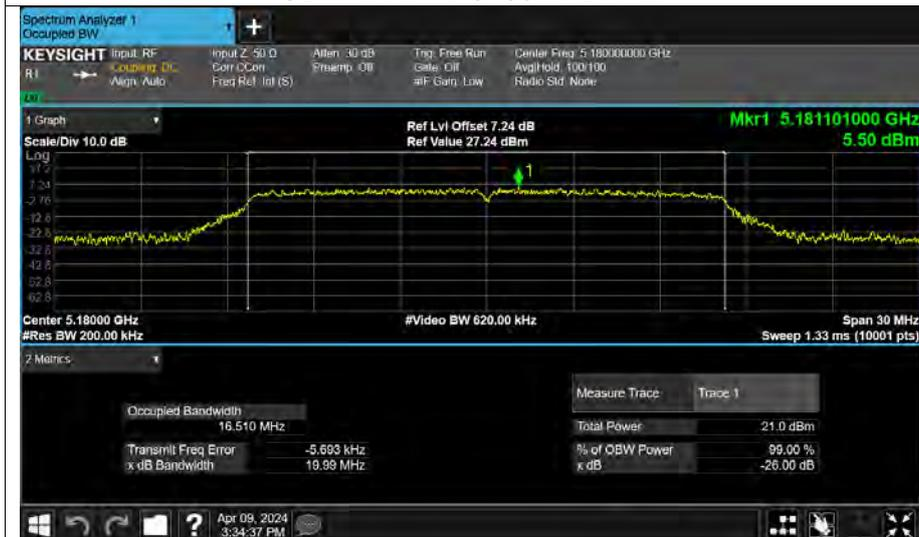 Spectrum Analyzer 1
Occupied BW
+
KEYSIGHT Input: RF Input Z: 50 Ω Atten: 30 dB Trig: Free Run Center Freq: 5.180000000 GHz
Coupling: DC Corr CCorr Preamp: Off Gate: Off Avg|Hold: 100/100
Align: Auto Freq Ref: Int (S) #IF Gain: Low Radio Std: None
1 Graph
Ref Lvl Offset 7.24 dB Mkr1 5.181101000 GHz
Scale/Div 10.0 dB Ref Value 27.24 dBm 5.50 dBm
Log
17.2
1
7.24
-2.76
-12.8
-22.8
-32.8
-42.8
-52.8
-62.8
Center 5.18000 GHz #Video BW 620.00 kHz Span 30 MHz
#Res BW 200.00 kHz Sweep 1.33 ms (10001 pts)
2 Metrics
Measure Trace Trace 1
Occupied Bandwidth
16.510 MHz Total Power 21.0 dBm
Transmit Freq Error -5.693 kHz % of OBW Power 99.00 %
x dB Bandwidth 19.99 MHz x dB -26.00 dB
? Apr 09, 2024
3:34:37 PM